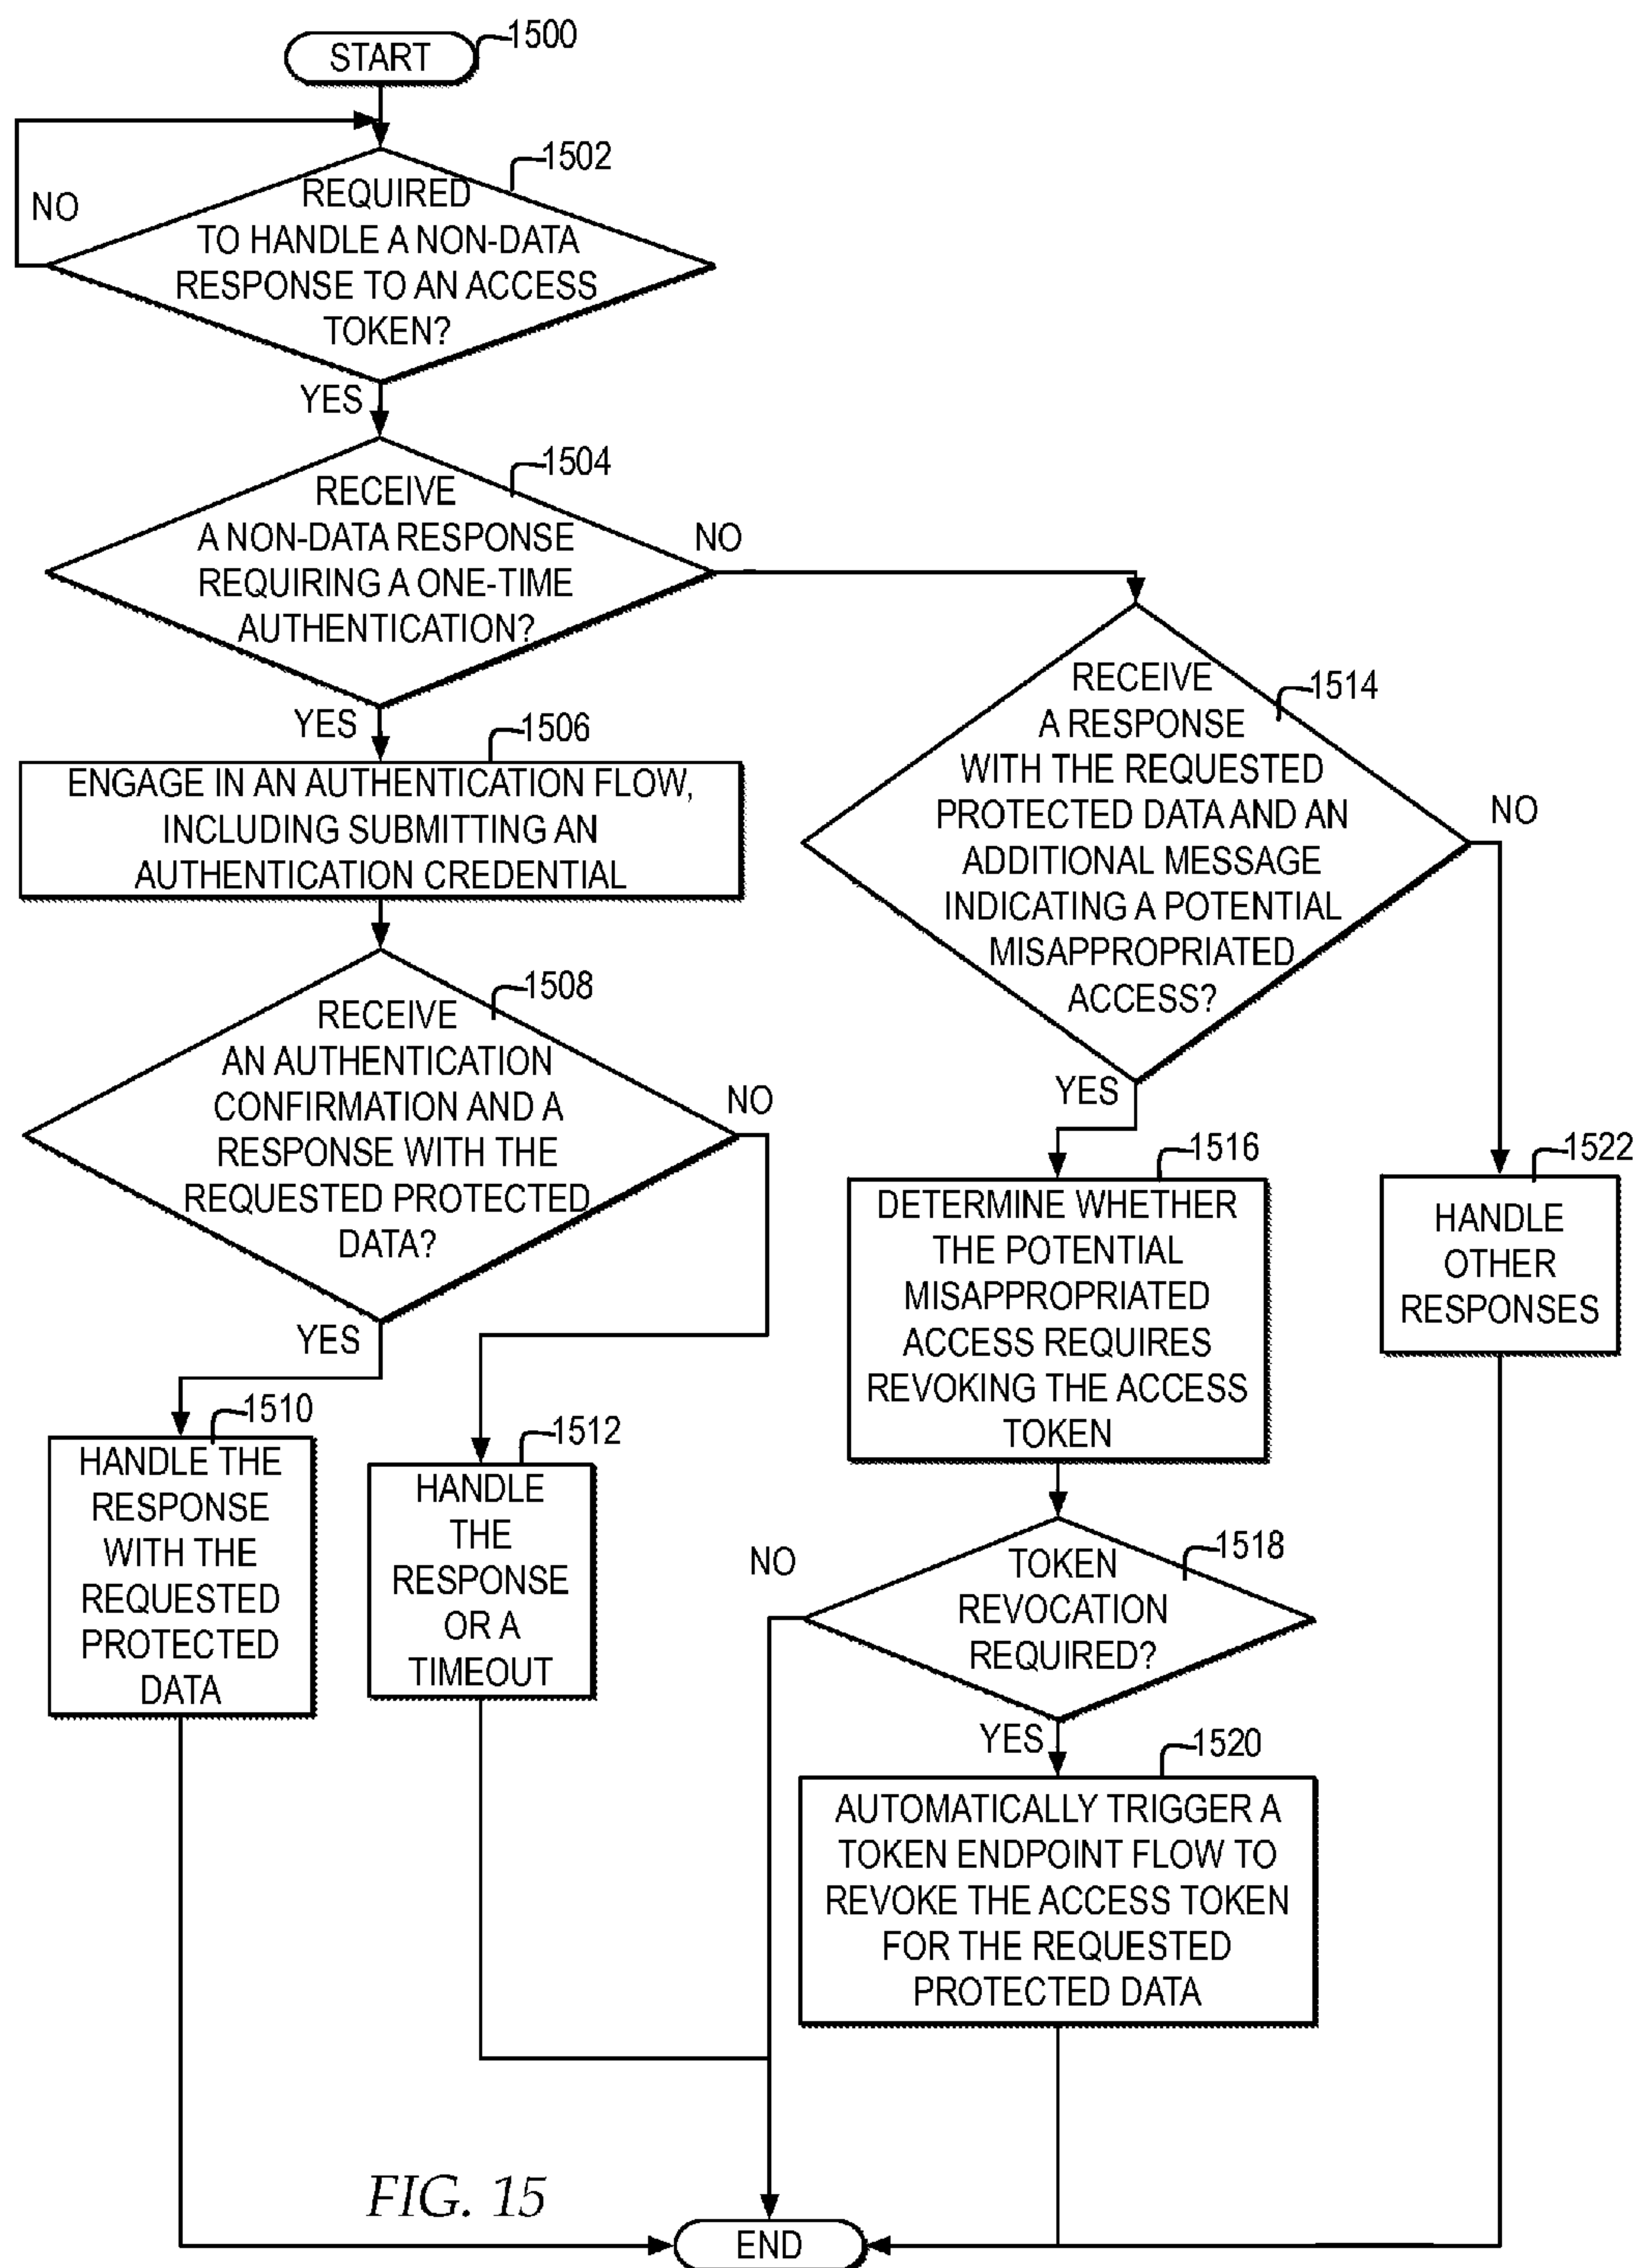 START
1500
1502
NO
REQUIRED
TO HANDLE A NON-DATA
RESPONSE TO AN ACCESS
TOKEN?
YES
1504
RECEIVE
A NON-DATA RESPONSE
REQUIRING A ONE-TIME
AUTHENTICATION?
NO
YES
1506
ENGAGE IN AN AUTHENTICATION FLOW,
INCLUDING SUBMITTING AN
AUTHENTICATION CREDENTIAL
1508
RECEIVE
AN AUTHENTICATION
CONFIRMATION AND A
RESPONSE WITH THE
REQUESTED PROTECTED
DATA?
NO
YES
1510
HANDLE THE
RESPONSE
WITH THE
REQUESTED
PROTECTED
DATA
1512
HANDLE
THE
RESPONSE
OR A
TIMEOUT
1514
RECEIVE
A RESPONSE
WITH THE REQUESTED
PROTECTED DATA AND AN
ADDITIONAL MESSAGE
INDICATING A POTENTIAL
MISAPPROPRIATED
ACCESS?
NO
YES
1516
DETERMINE WHETHER
THE POTENTIAL
MISAPPROPRIATED
ACCESS REQUIRES
REVOKING THE ACCESS
TOKEN
1522
HANDLE
OTHER
RESPONSES
1518
NO
TOKEN
REVOCATION
REQUIRED?
YES
1520
AUTOMATICALLY TRIGGER A
TOKEN ENDPOINT FLOW TO
REVOKE THE ACCESS TOKEN
FOR THE REQUESTED
PROTECTED DATA
FIG. 15
END